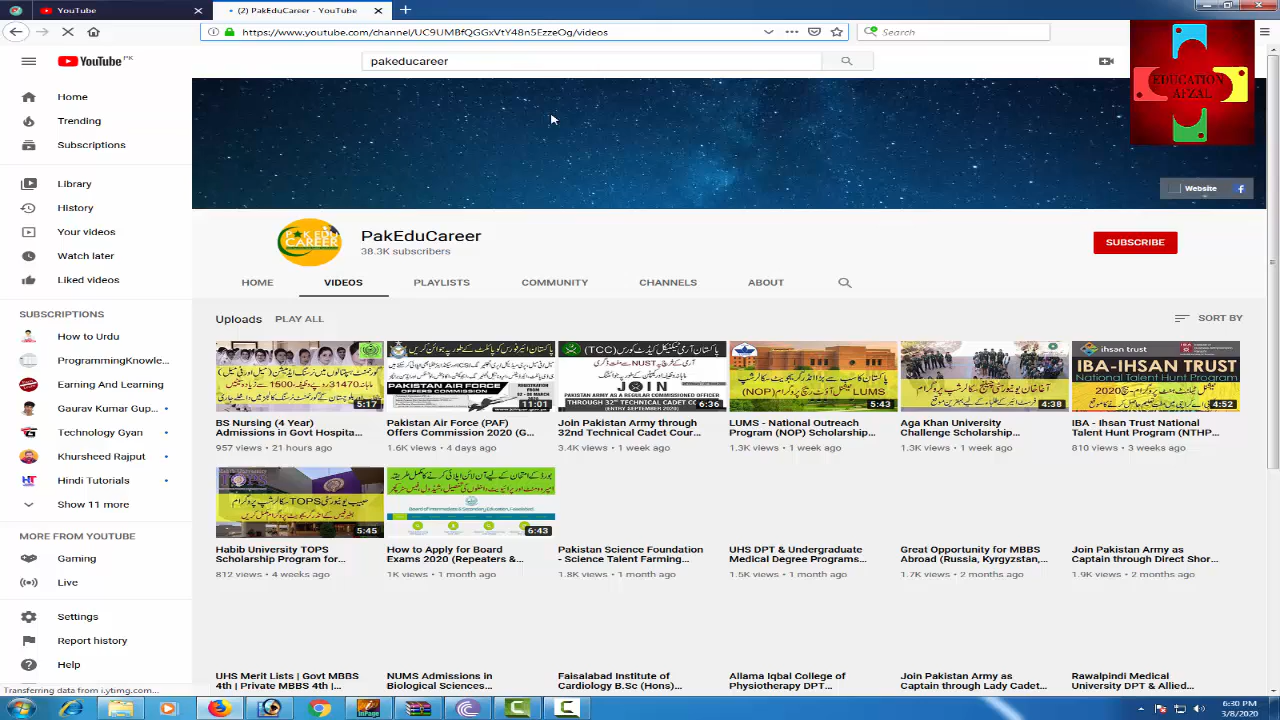 YouTube
(2) PakEduCareer - YouTube
https://www.youtube.com/channel/UC9UMBfQGGxVtY48n5EzzeOg/videos
Search
YouTube PK
pakeducareer
EDUCATION
AFZAL
Home
Trending
Subscriptions
Library
History
Your videos
Watch later
Liked videos
SUBSCRIPTIONS
How to Urdu
ProgrammingKnowle...
Earning And Learning
Gaurav Kumar Gup...
Technology Gyan
Khursheed Rajput
Hindi Tutorials
Show 11 more
MORE FROM YOUTUBE
Gaming
Live
Settings
Report history
Help
Transferring data from i.ytimg.com...
Website
PAK EDU
CAREER
PakEduCareer
38.3K subscribers
SUBSCRIBE
HOME
VIDEOS
PLAYLISTS
COMMUNITY
CHANNELS
ABOUT
Uploads
PLAY ALL
SORT BY
5:17
BS Nursing (4 Year)
Admissions in Govt Hospita...
957 views • 21 hours ago
PAKISTAN AIR FORCE
OFFERS COMMISSION
11:01
Pakistan Air Force (PAF)
Offers Commission 2020 (G...
1.6K views • 4 days ago
JOIN
PAKISTAN ARMY AS A REGULAR COMMISSIONED OFFICER
THROUGH 32ND TECHNICAL CADET COURSE
(ENTRY SEPTEMBER 2020)
6:36
Join Pakistan Army through
32nd Technical Cadet Cour...
3.4K views • 1 week ago
LUMS
(NOP)
5:43
LUMS - National Outreach
Program (NOP) Scholarship...
1.3K views • 1 week ago
4:38
Aga Khan University
Challenge Scholarship...
1.3K views • 1 week ago
ihsan trust
IBA-IHSAN TRUST
National Talent Hunt Program
4:52
IBA - Ihsan Trust National
Talent Hunt Program (NTHP...
810 views • 3 weeks ago
5:45
Habib University TOPS
Scholarship Program for...
812 views • 4 weeks ago
6:43
How to Apply for Board
Exams 2020 (Repeaters &...
1K views • 1 month ago
Pakistan Science Foundation
- Science Talent Farming...
1.8K views • 1 month ago
UHS DPT & Undergraduate
Medical Degree Programs...
1.5K views • 1 month ago
Great Opportunity for MBBS
Abroad (Russia, Kyrgyzstan,...
1.7K views • 2 months ago
Join Pakistan Army as
Captain through Direct Shor...
1.9K views • 2 months ago
UHS Merit Lists | Govt MBBS
4th | Private MBBS 4th |
NUMS Admissions in
Biological Sciences...
Faisalabad Institute of
Cardiology B.Sc (Hons)...
Allama Iqbal College of
Physiotherapy DPT...
Join Pakistan Army as
Captain through Lady Cadet...
Rawalpindi Medical
University DPT & Allied...
6:30 PM
3/8/2020